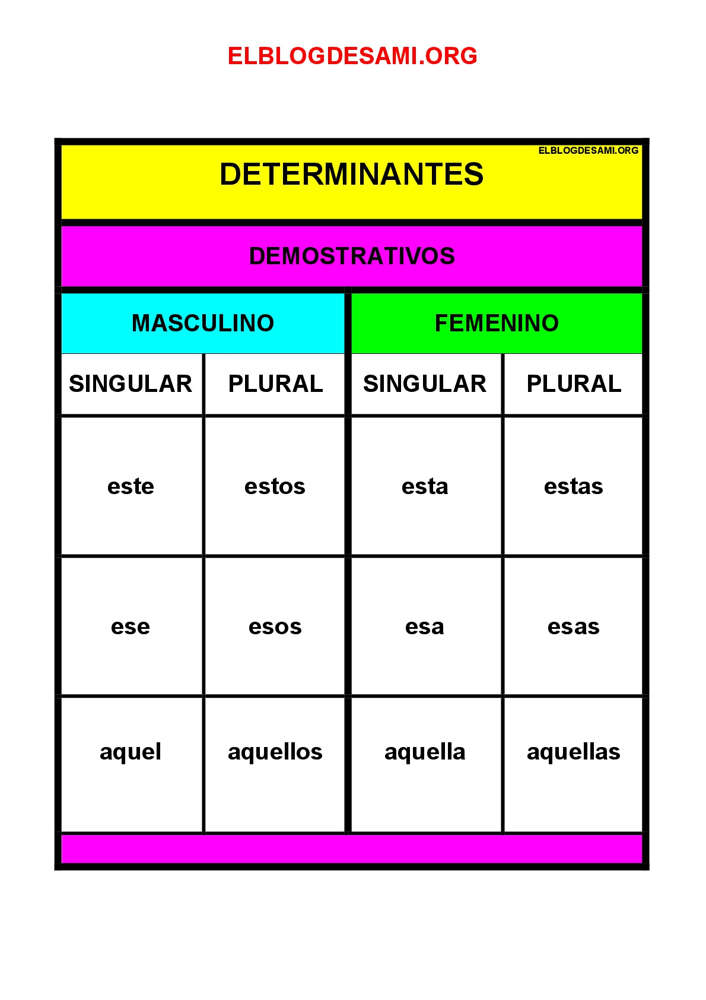 ELBLOGDESAMI.ORG
ELBLOGDESAMI.ORG
DETERMINANTES
DEMOSTRATIVOS
MASCULINO FEMENINO
SINGULAR PLURAL SINGULAR PLURAL
este estos esta estas
ese esos esa esas
aquel aquellos aquella aquellas